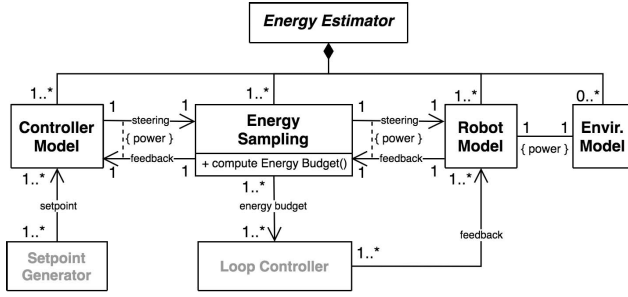 Energy Estimator
1..*
1..*
1..*
0..*
Controller
Model
1
steering
1
{ power }
1
feedback
1
Energy
Sampling
+ compute Energy Budget()
1
steering
1
{ power }
1
feedback
1
Robot
Model
1
1
{ power }
Envir.
Model
1..*
1..*
1..*
setpoint
energy budget
feedback
1..*
1..*
1..*
Setpoint
Generator
Loop Controller